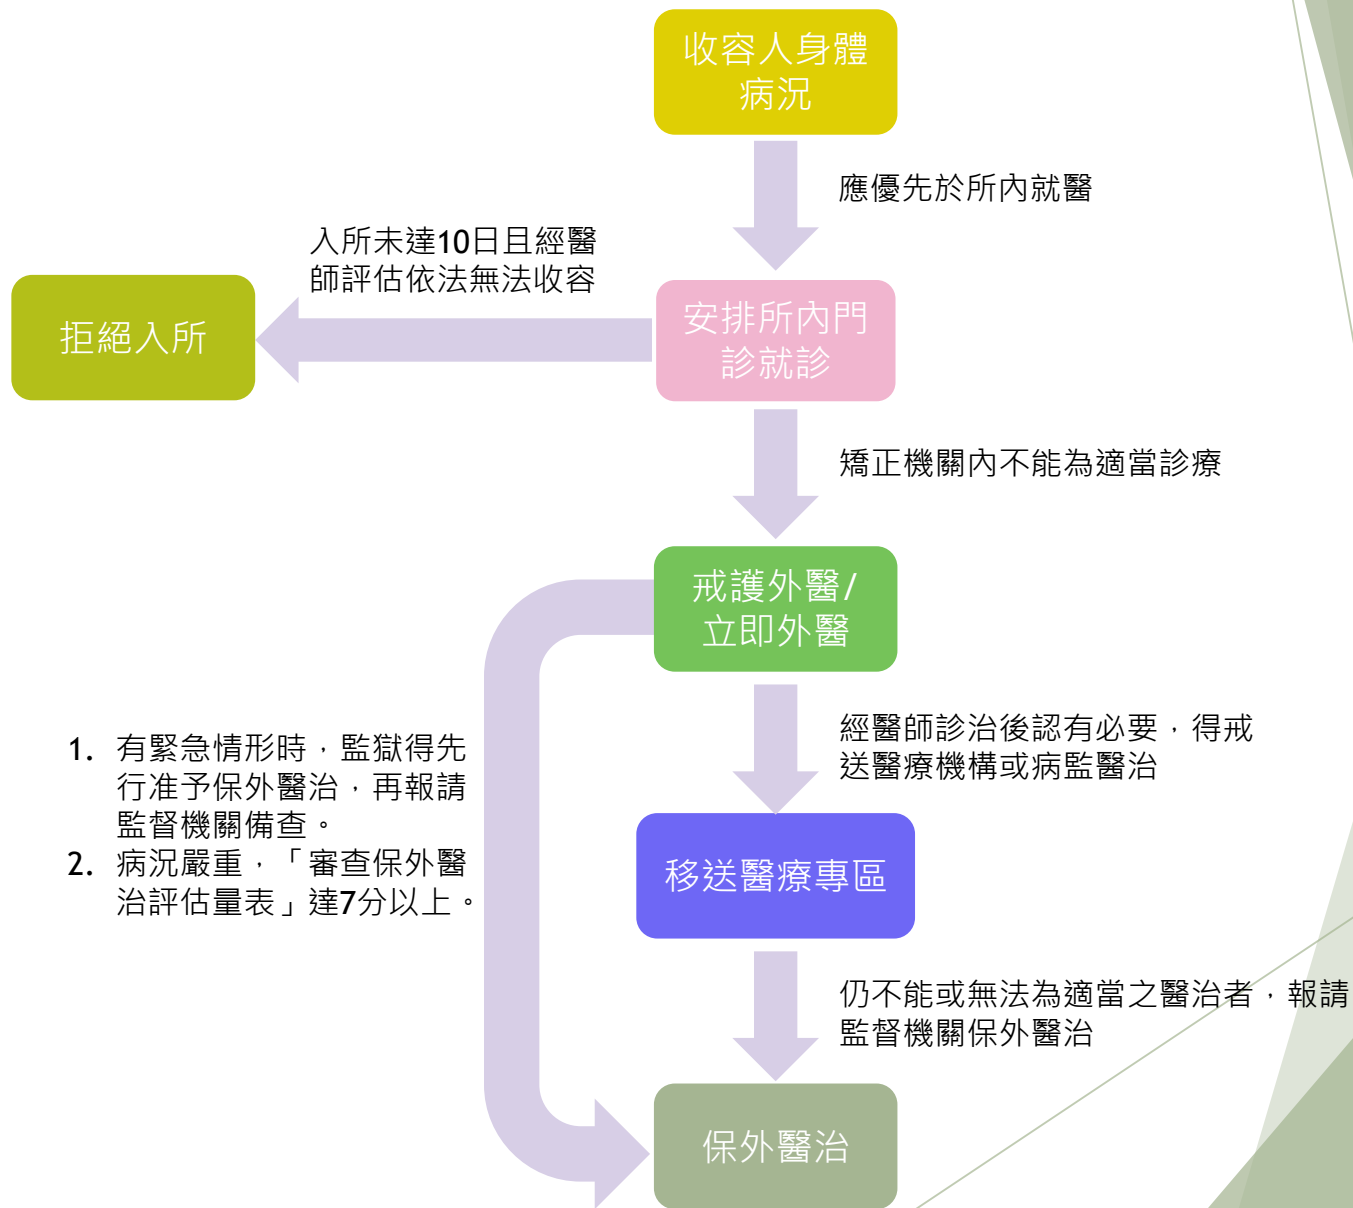 收容人身體
病況
應優先於所內就醫
入所未達10日且經醫
師評估依法無法收容
拒絕入所
安排所內門
診就診
矯正機關內不能為適當診療
戒護外醫/
立即外醫
經醫師診治後認有必要，得戒
送醫療機構或病監醫治
1. 有緊急情形時，監獄得先
行准予保外醫治，再報請
監督機關備查。
2. 病況嚴重，「審查保外醫
治評估量表」達7分以上。
移送醫療專區
仍不能或無法為適當之醫治者，報請
監督機關保外醫治
保外醫治